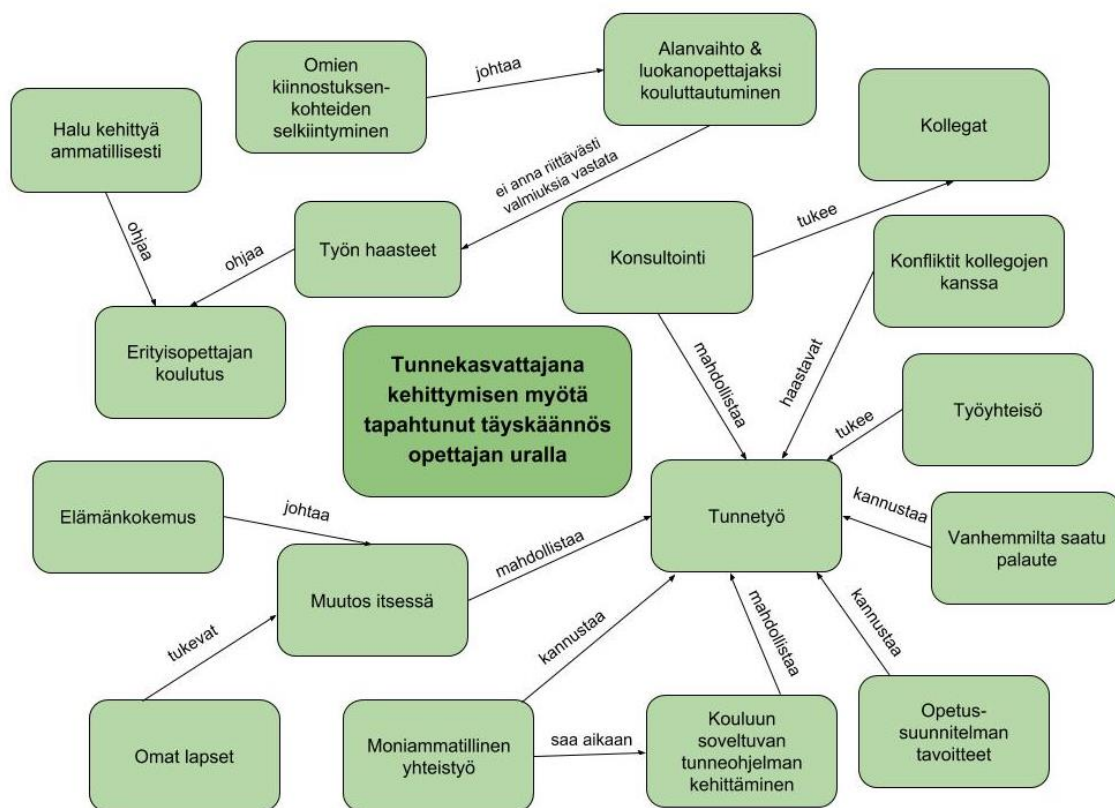 Omien
kiinnostuksen-
kohteiden
selkiintyminen
johtaa
Alanvaihto &
luokanopettajaksi
kouluttautuminen
Halu kehittyä
ammatillisesti
Kollegat
ei anna riittävästi
valmiuksia vastata
ohjaa
Työn haasteet
ohjaa
Konsultointi
tukee
Konfliktit kollegojen
kanssa
Erityisopettajan
koulutus
Tunnekasvattajana
kehittymisen myötä
tapahtunut täyskäännös
opettajan uralla
mahdollistaa
haastavat
Työyhteisö
tukee
Elämänkokemus
johtaa
Tunnetyö
kannustaa
Vanhemmilta saatu
palaute
Muutos itsessä
mahdollistaa
tukevat
kannustaa
mahdollistaa
kannustaa
Omat lapset
Moniammatillinen
yhteistyö
saa aikaan
Kouluun
soveltuvan
tunneohjelman
kehittäminen
Opetus-
suunnitelman
tavoitteet